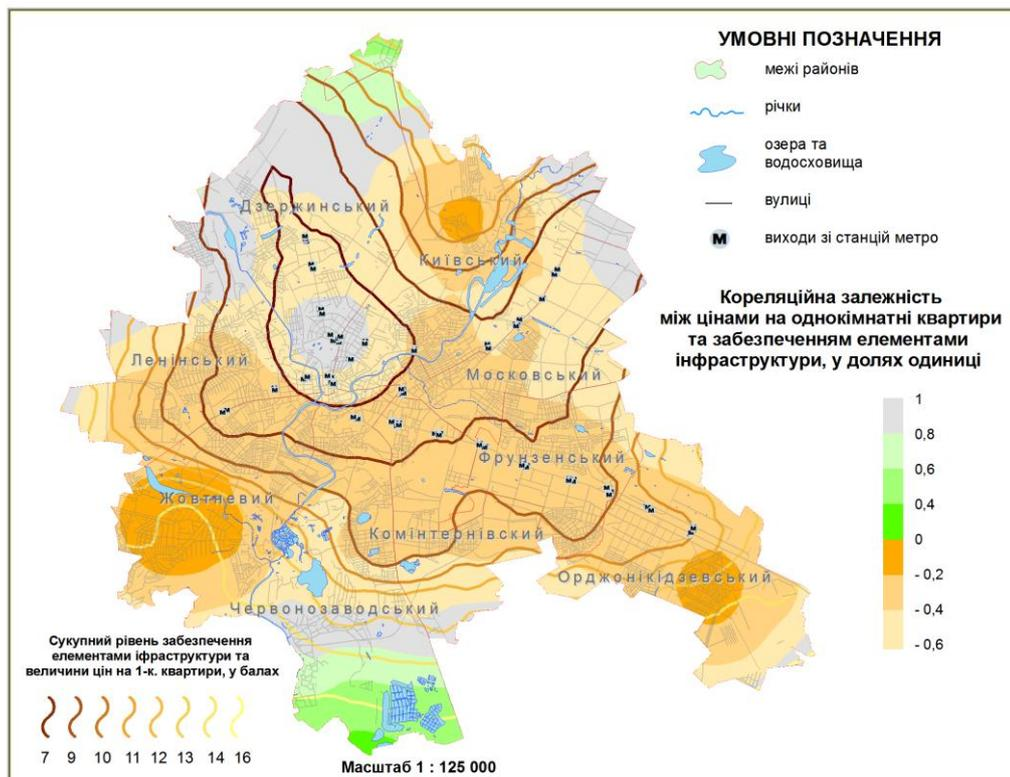 УМОВНІ ПОЗНАЧЕННЯ
межі районів
річки
озера та
водосховища
вулиці
М виходи зі станцій метро
Кореляційна залежність
між цінами на однокімнатні квартири
та забезпеченням елементами
інфраструктури, у долях одиниці
1
0,8
0,6
0,4
0
- 0,2
- 0,4
- 0,6
Дзержинський
Київський
Ленінський
Московський
Фрунзенський
Жовтневий
Комінтернівский
Орджонікідзевський
Червонозаводський
Сукупний рівень забезпечення
елементами іфраструктури та
величини цін на 1-к. квартири, у балах
7 9 10 11 12 13 14 16
Масштаб 1 : 125 000